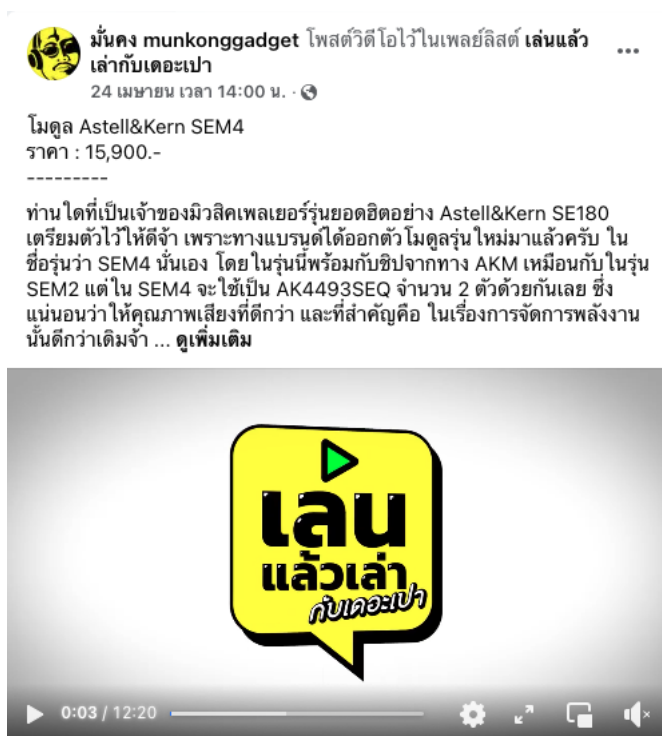 มั่นคง munkonggadget โพสต์วิดีโอไว้ในเพลย์ลิสต์ เล่นแล้ว
เล่ากับเดอะเปา
24 เมษายน เวลา 14:00 น. ·
โมดูล Astell&Kern SEM4
ราคา : 15,900.-
---------
ท่านใดที่เป็นเจ้าของมิวสิคเพลเยอร์รุ่นยอดฮิตอย่าง Astell&Kern SE180
เตรียมตัวไว้ให้ดีจ้า เพราะทางแบรนด์ได้ออกตัวโมดูลรุ่นใหม่มาแล้วครับ ใน
ชื่อรุ่นว่า SEM4 นั่นเอง โดยในรุ่นนี้พร้อมกับชิปจากทาง AKM เหมือนกับในรุ่น
SEM2 แต่ใน SEM4 จะใช้เป็น AK4493SEQ จำนวน 2 ตัวด้วยกันเลย ซึ่ง
แน่นอนว่าให้คุณภาพเสียงที่ดีกว่า และที่สำคัญคือ ในเรื่องการจัดการพลังงาน
นั้นดีกว่าเดิมจ้า ... ดูเพิ่มเติม
เล่น
แล้วเล่า
กับเดอะเปา
0:03 / 12:20